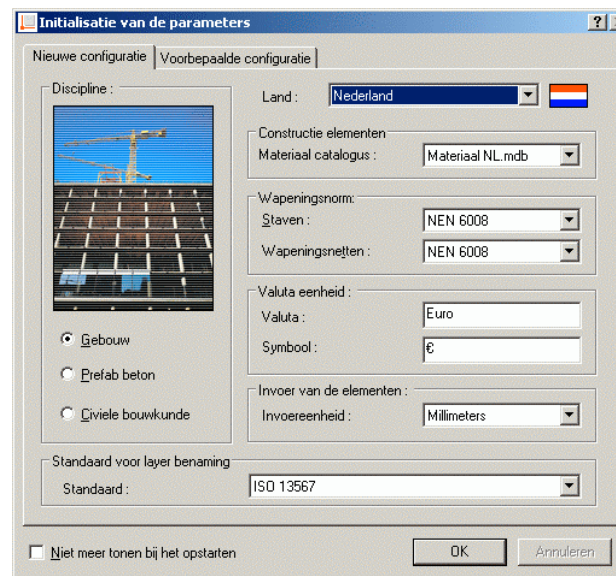 Initialisatie van de parameters
Nieuwe configuratie
Voorbepaalde configuratie
Discipline :
Gebouw
Prefab beton
Civiele bouwkunde
Land : Nederland
Constructie elementen
Materiaal catalogus : Materiaal NL.mdb
Wapeningsnorm:
Staven : NEN 6008
Wapeningsnetten : NEN 6008
Valuta eenheid :
Valuta : Euro
Symbool : €
Invoer van de elementen :
Invoereenheid : Millimeters
Standaard voor layer benaming
Standaard : ISO 13567
Niet meer tonen bij het opstarten
OK
Annuleren